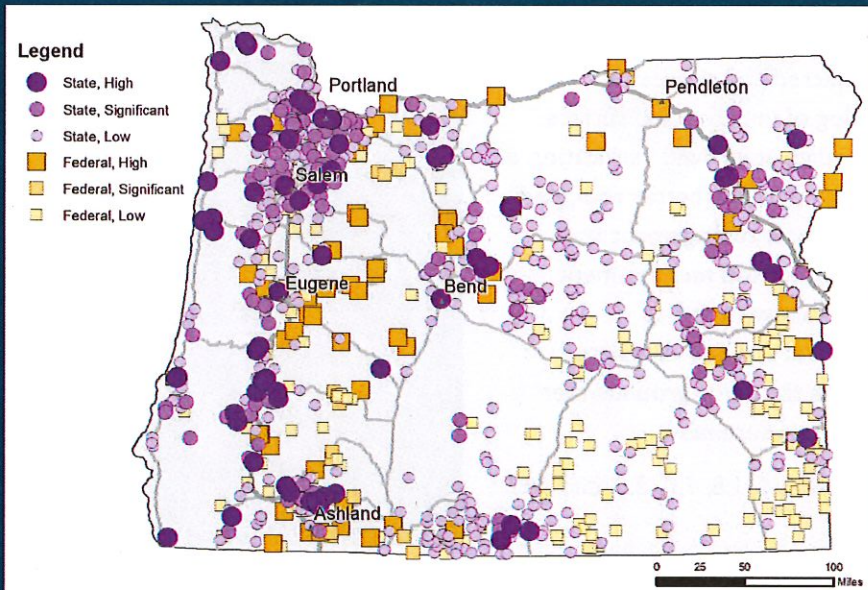 Legend
State, High
State, Significant
State, Low
Federal, High
Federal, Significant
Federal, Low
Portland
Pendleton
Salem
Eugene
Bend
Ashland
0 50 100
Miles